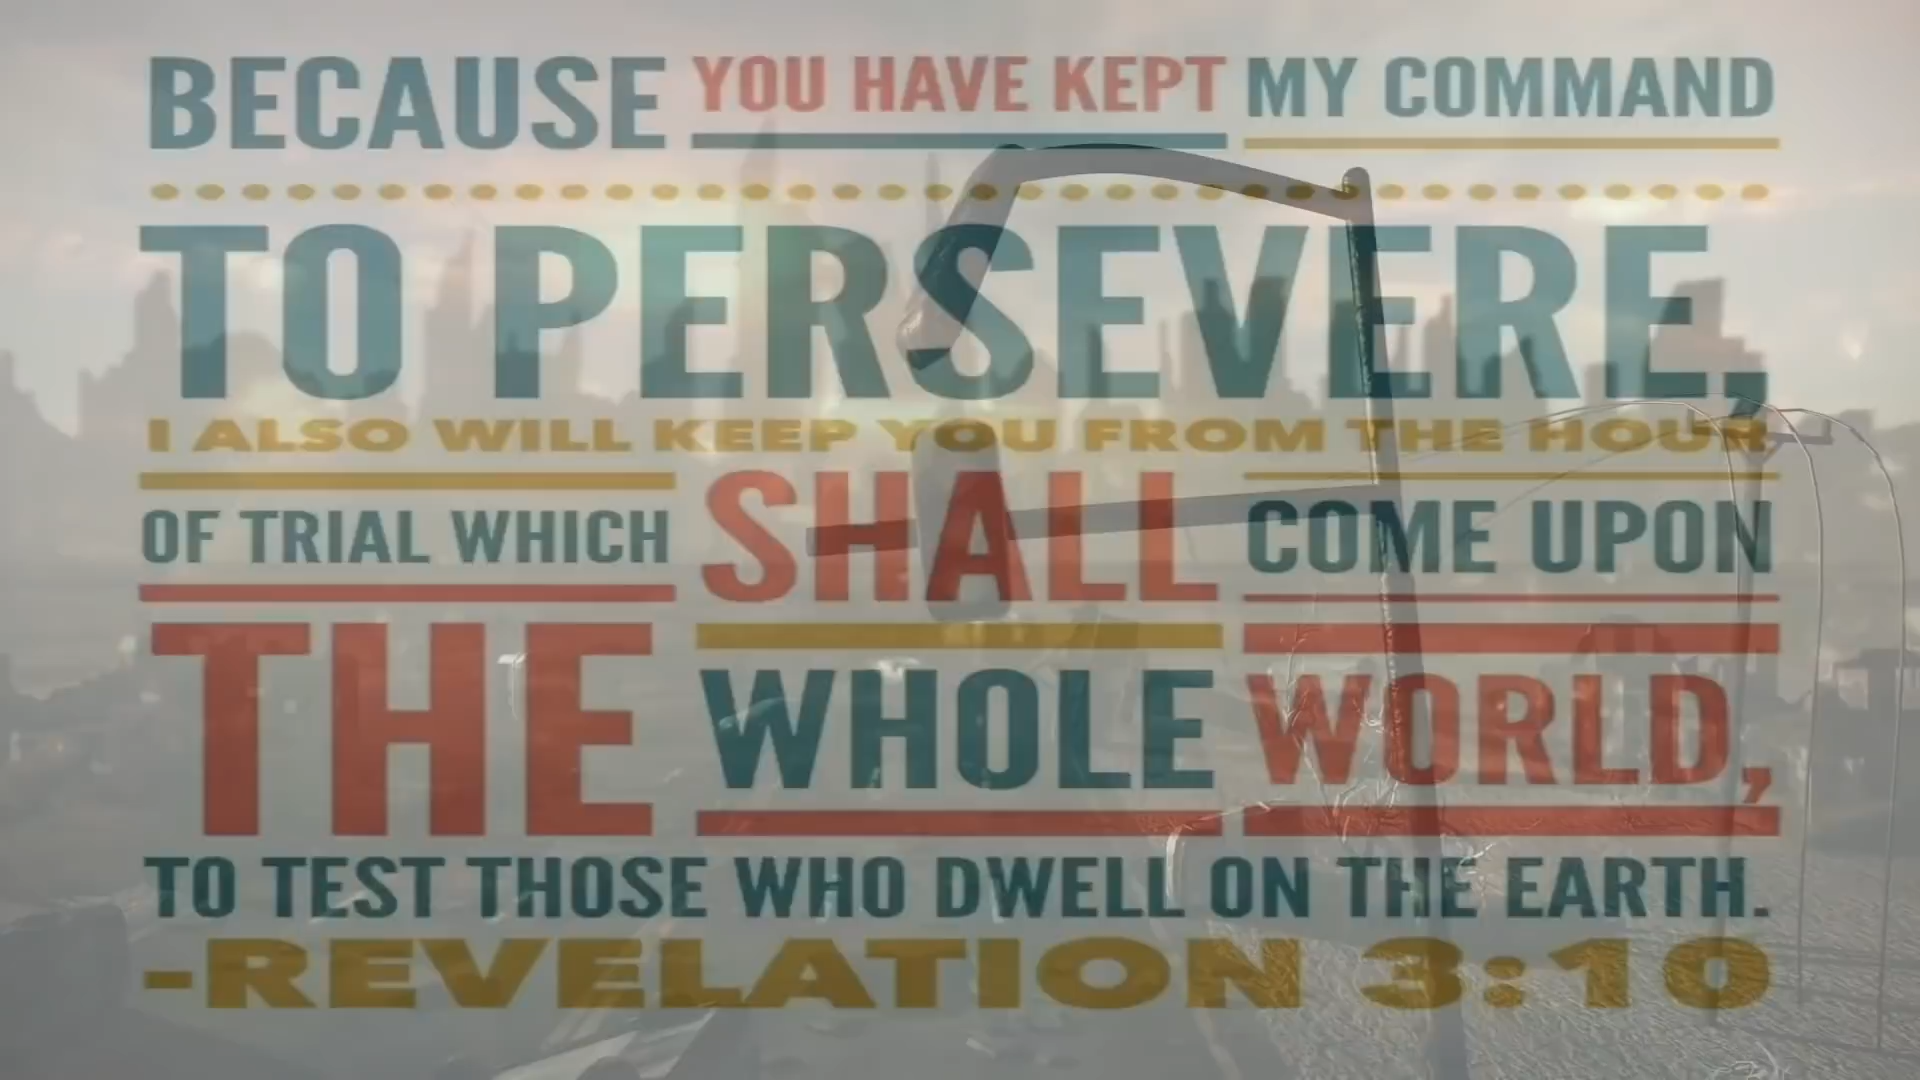 BECAUSE YOU HAVE KEPT MY COMMAND
TO PERSEVERE,
I ALSO WILL KEEP YOU FROM THE HOUR
OF TRIAL WHICH SHALL COME UPON
THE WHOLE WORLD,
TO TEST THOSE WHO DWELL ON THE EARTH.
-REVELATION 3:10